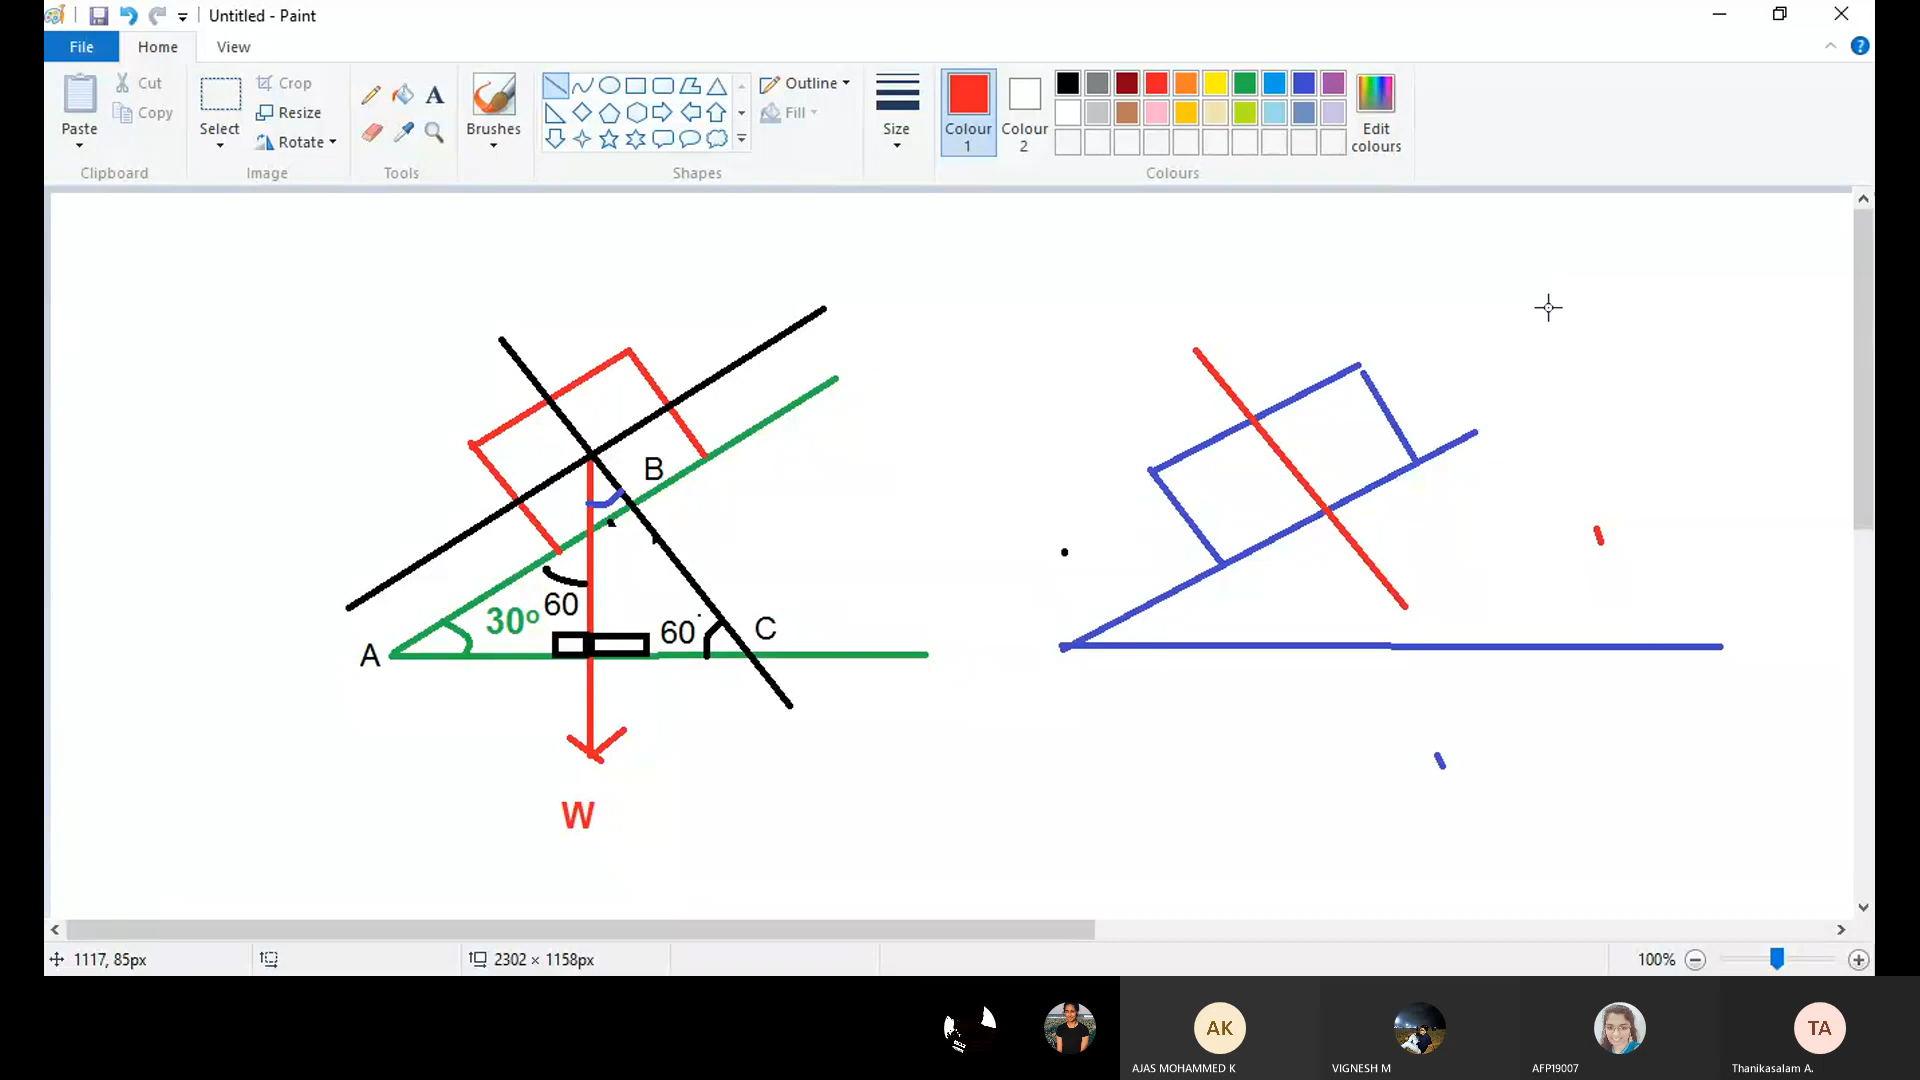 Untitled - Paint
File Home View
Paste
Cut
Copy
Clipboard
Select
Crop
Resize
Rotate
Image
A
Tools
Brushes
Shapes
Outline
Fill
Size
Colour 1
Colour 2
Edit colours
Colours
B
30º
60
60
C
A
W
1117, 85px
2302 × 1158px
100%
AK
TA
AJAS MOHAMMED K
VIGNESH M
AFP19007
Thanikasalam A.